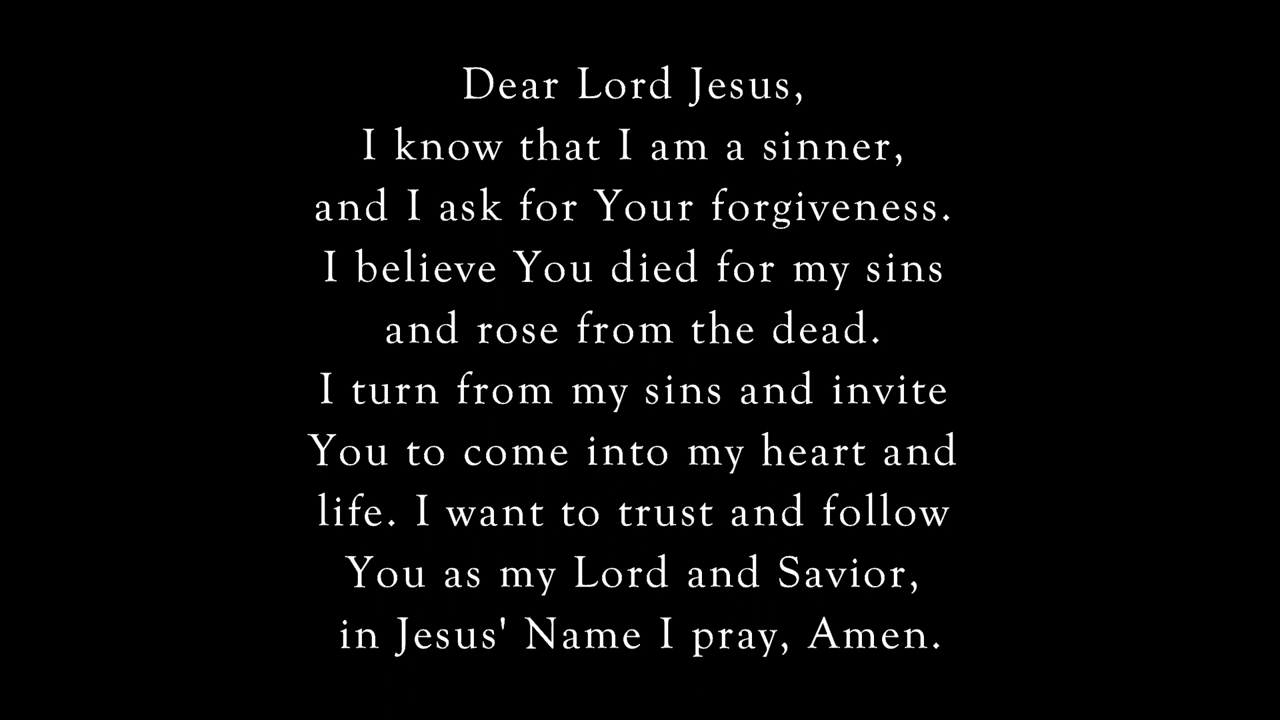 Dear Lord Jesus,
I know that I am a sinner,
and I ask for Your forgiveness.
I believe You died for my sins
and rose from the dead.
I turn from my sins and invite
You to come into my heart and
life. I want to trust and follow
You as my Lord and Savior,
in Jesus' Name I pray, Amen.